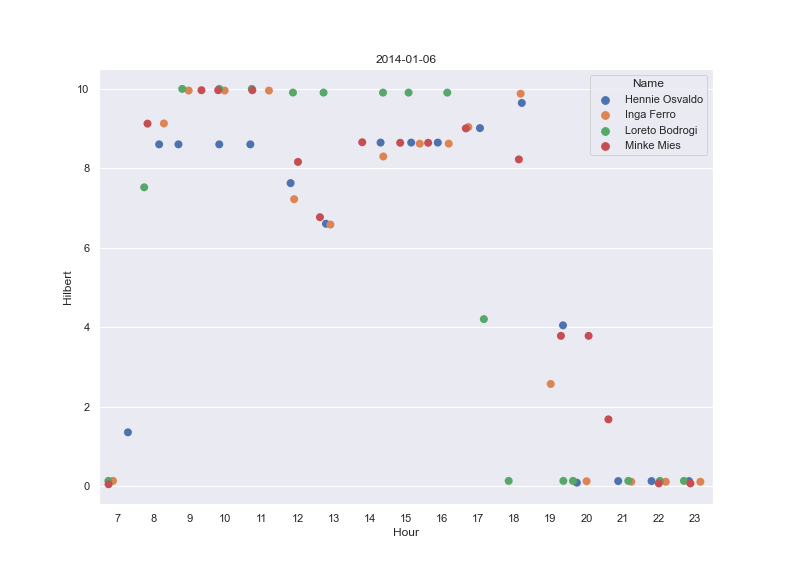 2014-01-06
Name
Hennie Osvaldo
Inga Ferro
Loreto Bodrogi
Minke Mies
Hilbert
10
8
6
4
2
0
7 8 9 10 11 12 13 14 15 16 17 18 19 20 21 22 23
Hour